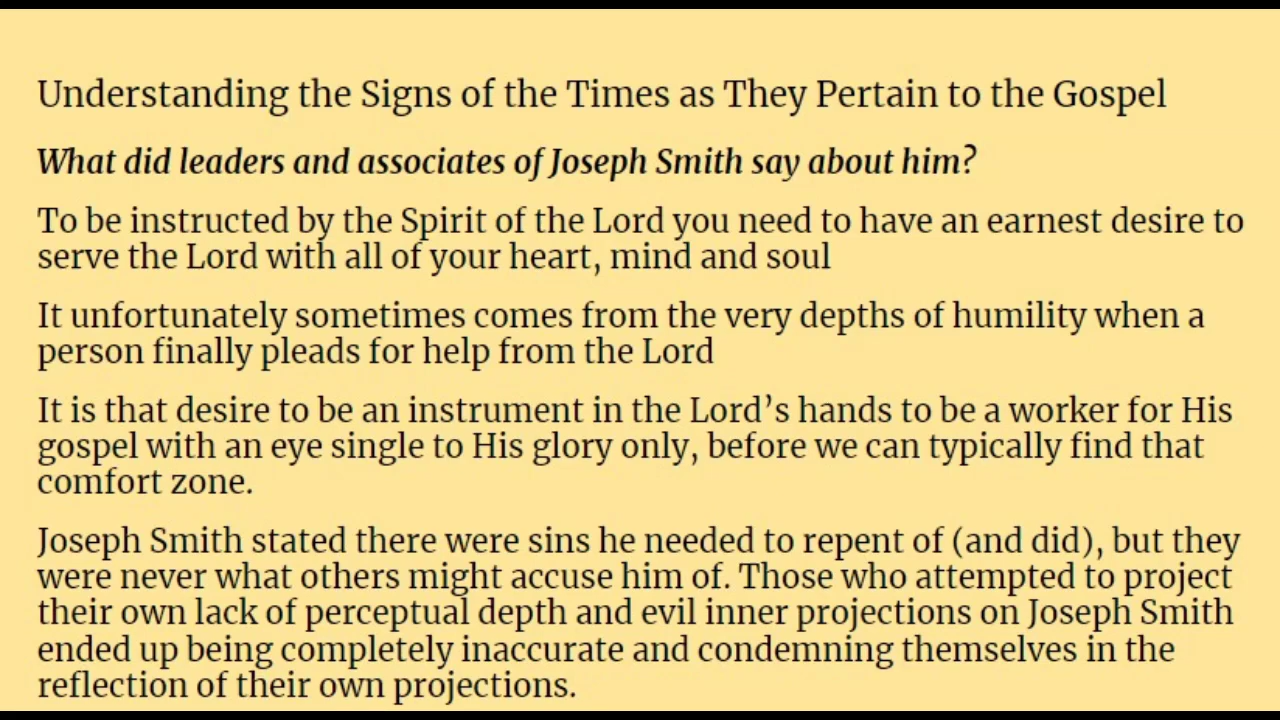 Understanding the Signs of the Times as They Pertain to the Gospel
What did leaders and associates of Joseph Smith say about him?
To be instructed by the Spirit of the Lord you need to have an earnest desire to
serve the Lord with all of your heart, mind and soul
It unfortunately sometimes comes from the very depths of humility when a
person finally pleads for help from the Lord
It is that desire to be an instrument in the Lord’s hands to be a worker for His
gospel with an eye single to His glory only, before we can typically find that
comfort zone.
Joseph Smith stated there were sins he needed to repent of (and did), but they
were never what others might accuse him of. Those who attempted to project
their own lack of perceptual depth and evil inner projections on Joseph Smith
ended up being completely inaccurate and condemning themselves in the
reflection of their own projections.